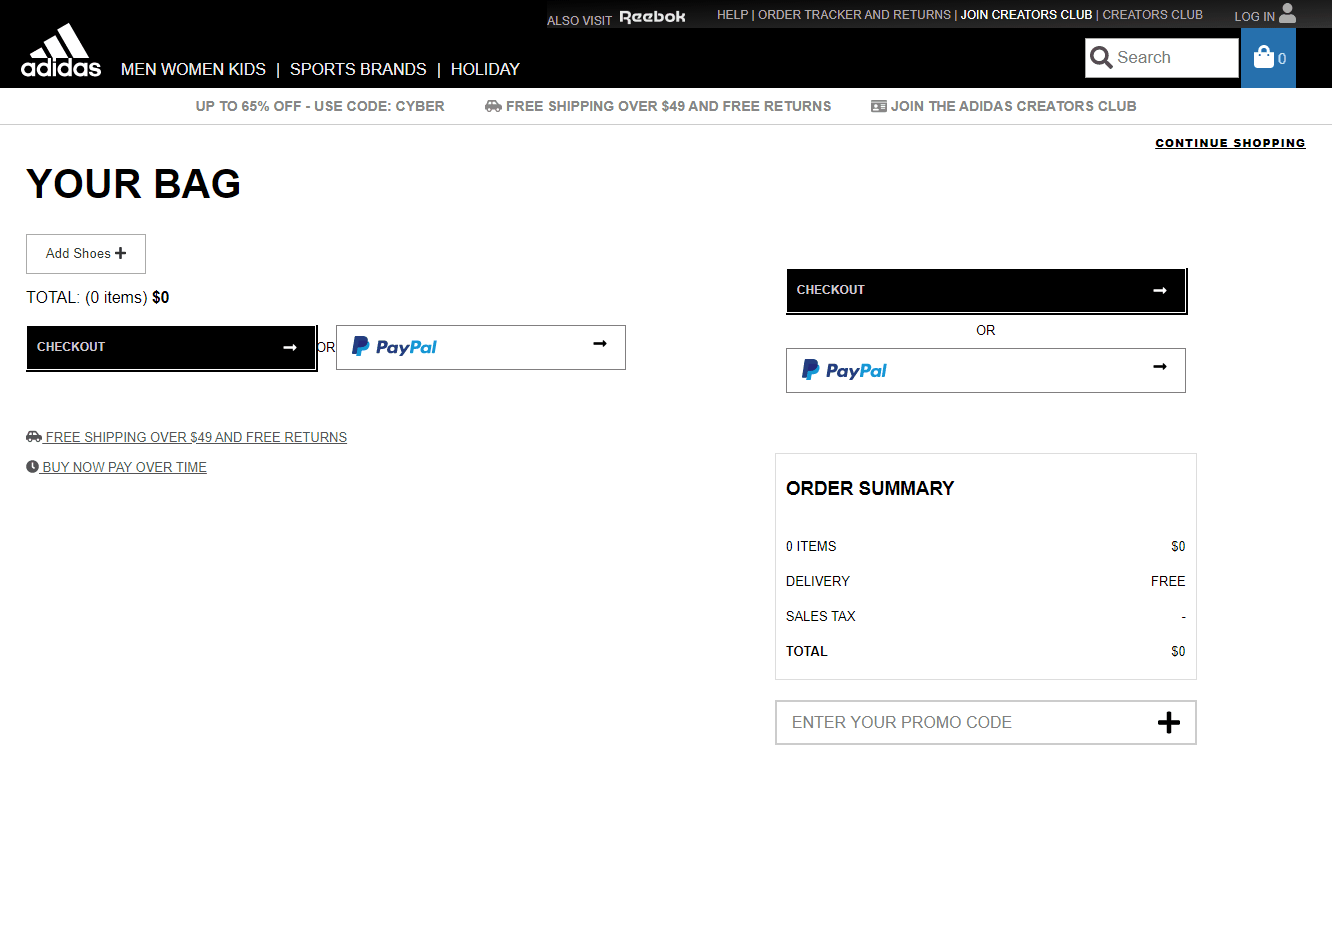 ALSO VISIT Reebok HELP | ORDER TRACKER AND RETURNS | JOIN CREATORS CLUB | CREATORS CLUB LOG IN
adidas MEN WOMEN KIDS | SPORTS BRANDS | HOLIDAY Search 0
UP TO 65% OFF - USE CODE: CYBER FREE SHIPPING OVER $49 AND FREE RETURNS JOIN THE ADIDAS CREATORS CLUB
CONTINUE SHOPPING
YOUR BAG
Add Shoes
TOTAL: (0 items) $0
CHECKOUT OR PayPal
FREE SHIPPING OVER $49 AND FREE RETURNS
BUY NOW PAY OVER TIME
CHECKOUT
OR
PayPal
ORDER SUMMARY
0 ITEMS $0
DELIVERY FREE
SALES TAX -
TOTAL $0
ENTER YOUR PROMO CODE